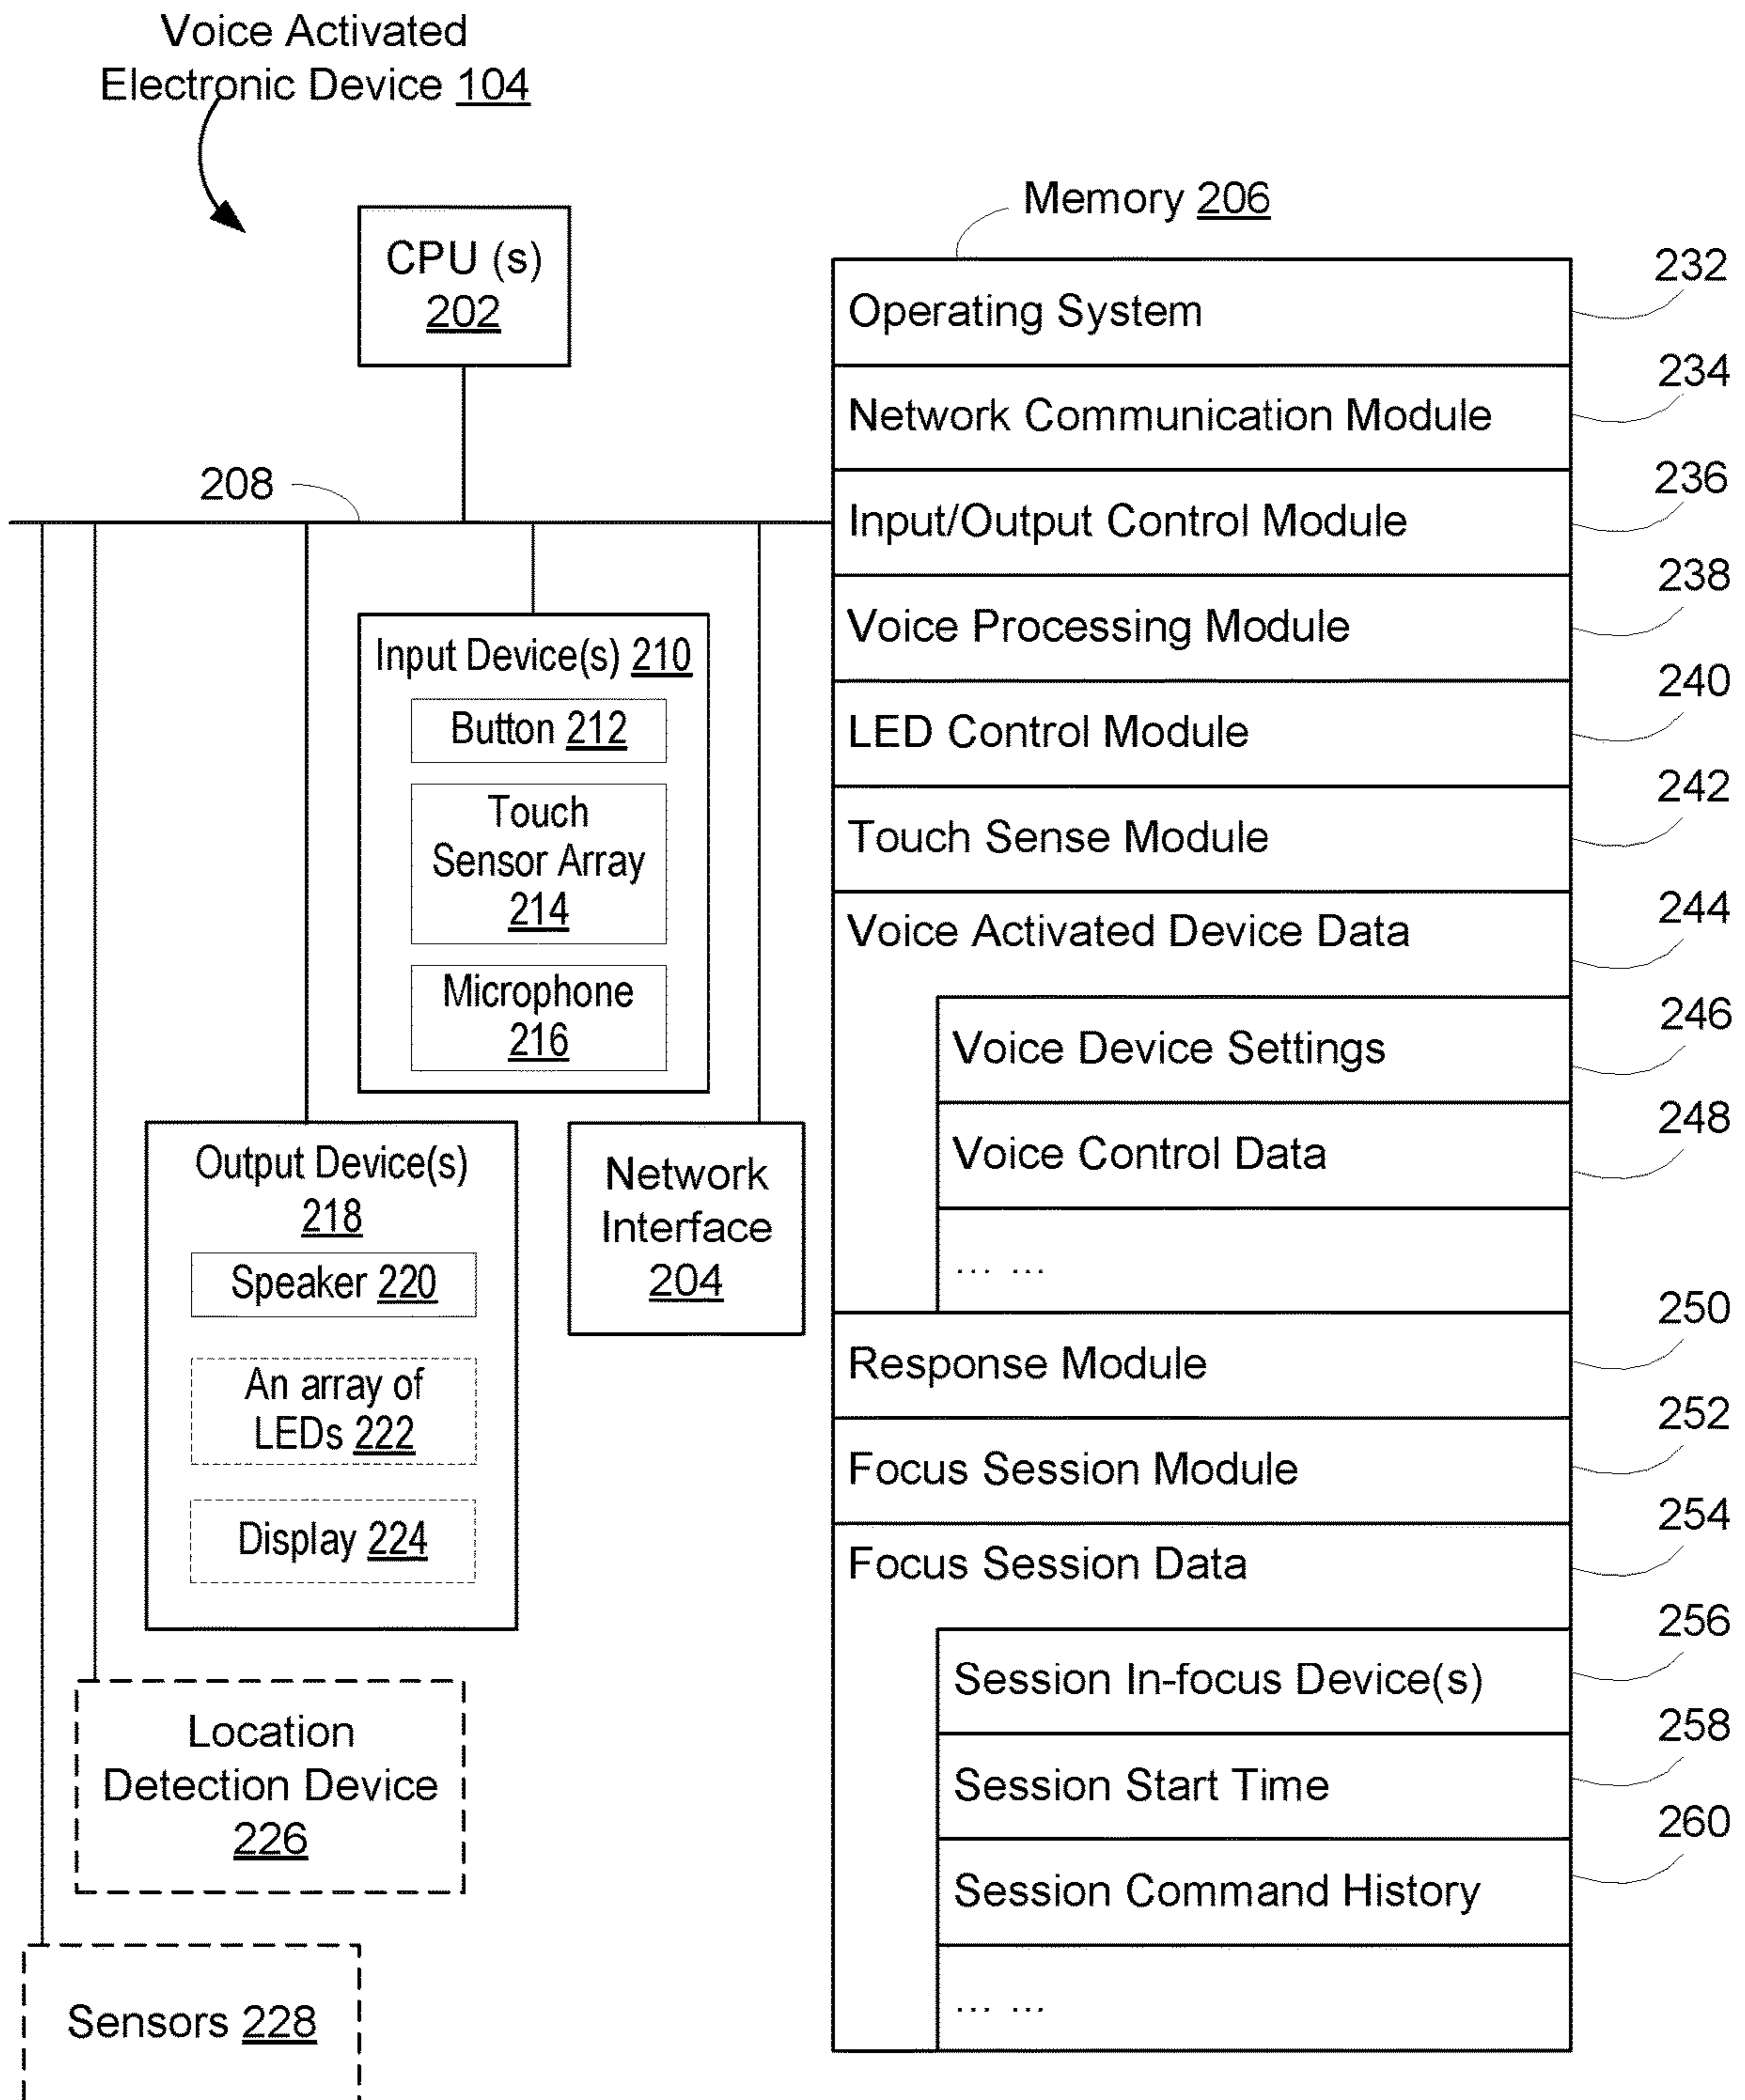 Voice Activated
Electronic Device 104
CPU (s)
202
208
Input Device(s) 210
Button 212
Touch
Sensor Array
214
Microphone
216
Output Device(s)
218
Speaker 220
An array of
LEDs 222
Display 224
Network
Interface
204
Location
Detection Device
226
Sensors 228
Memory 206
Operating System
232
Network Communication Module
234
Input/Output Control Module
236
Voice Processing Module
238
LED Control Module
240
Touch Sense Module
242
Voice Activated Device Data
244
Voice Device Settings
246
Voice Control Data
248
... ...
Response Module
250
Focus Session Module
252
Focus Session Data
254
Session In-focus Device(s)
256
Session Start Time
258
Session Command History
260
... ...